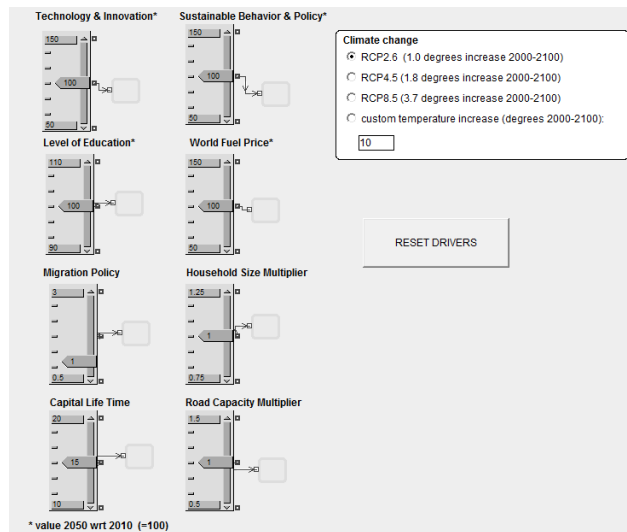 Technology & Innovation*
150
100
50
Sustainable Behavior & Policy*
150
100
50
Climate change
RCP2.6 (1.0 degrees increase 2000-2100)
RCP4.5 (1.8 degrees increase 2000-2100)
RCP8.5 (3.7 degrees increase 2000-2100)
custom temperature increase (degrees 2000-2100):
10
Level of Education*
110
100
90
World Fuel Price*
150
100
50
RESET DRIVERS
Migration Policy
3
1
0.5
Household Size Multiplier
1.25
1
0.75
Capital Life Time
20
15
10
Road Capacity Multiplier
1.5
1
0.5
* value 2050 wrt 2010 (=100)